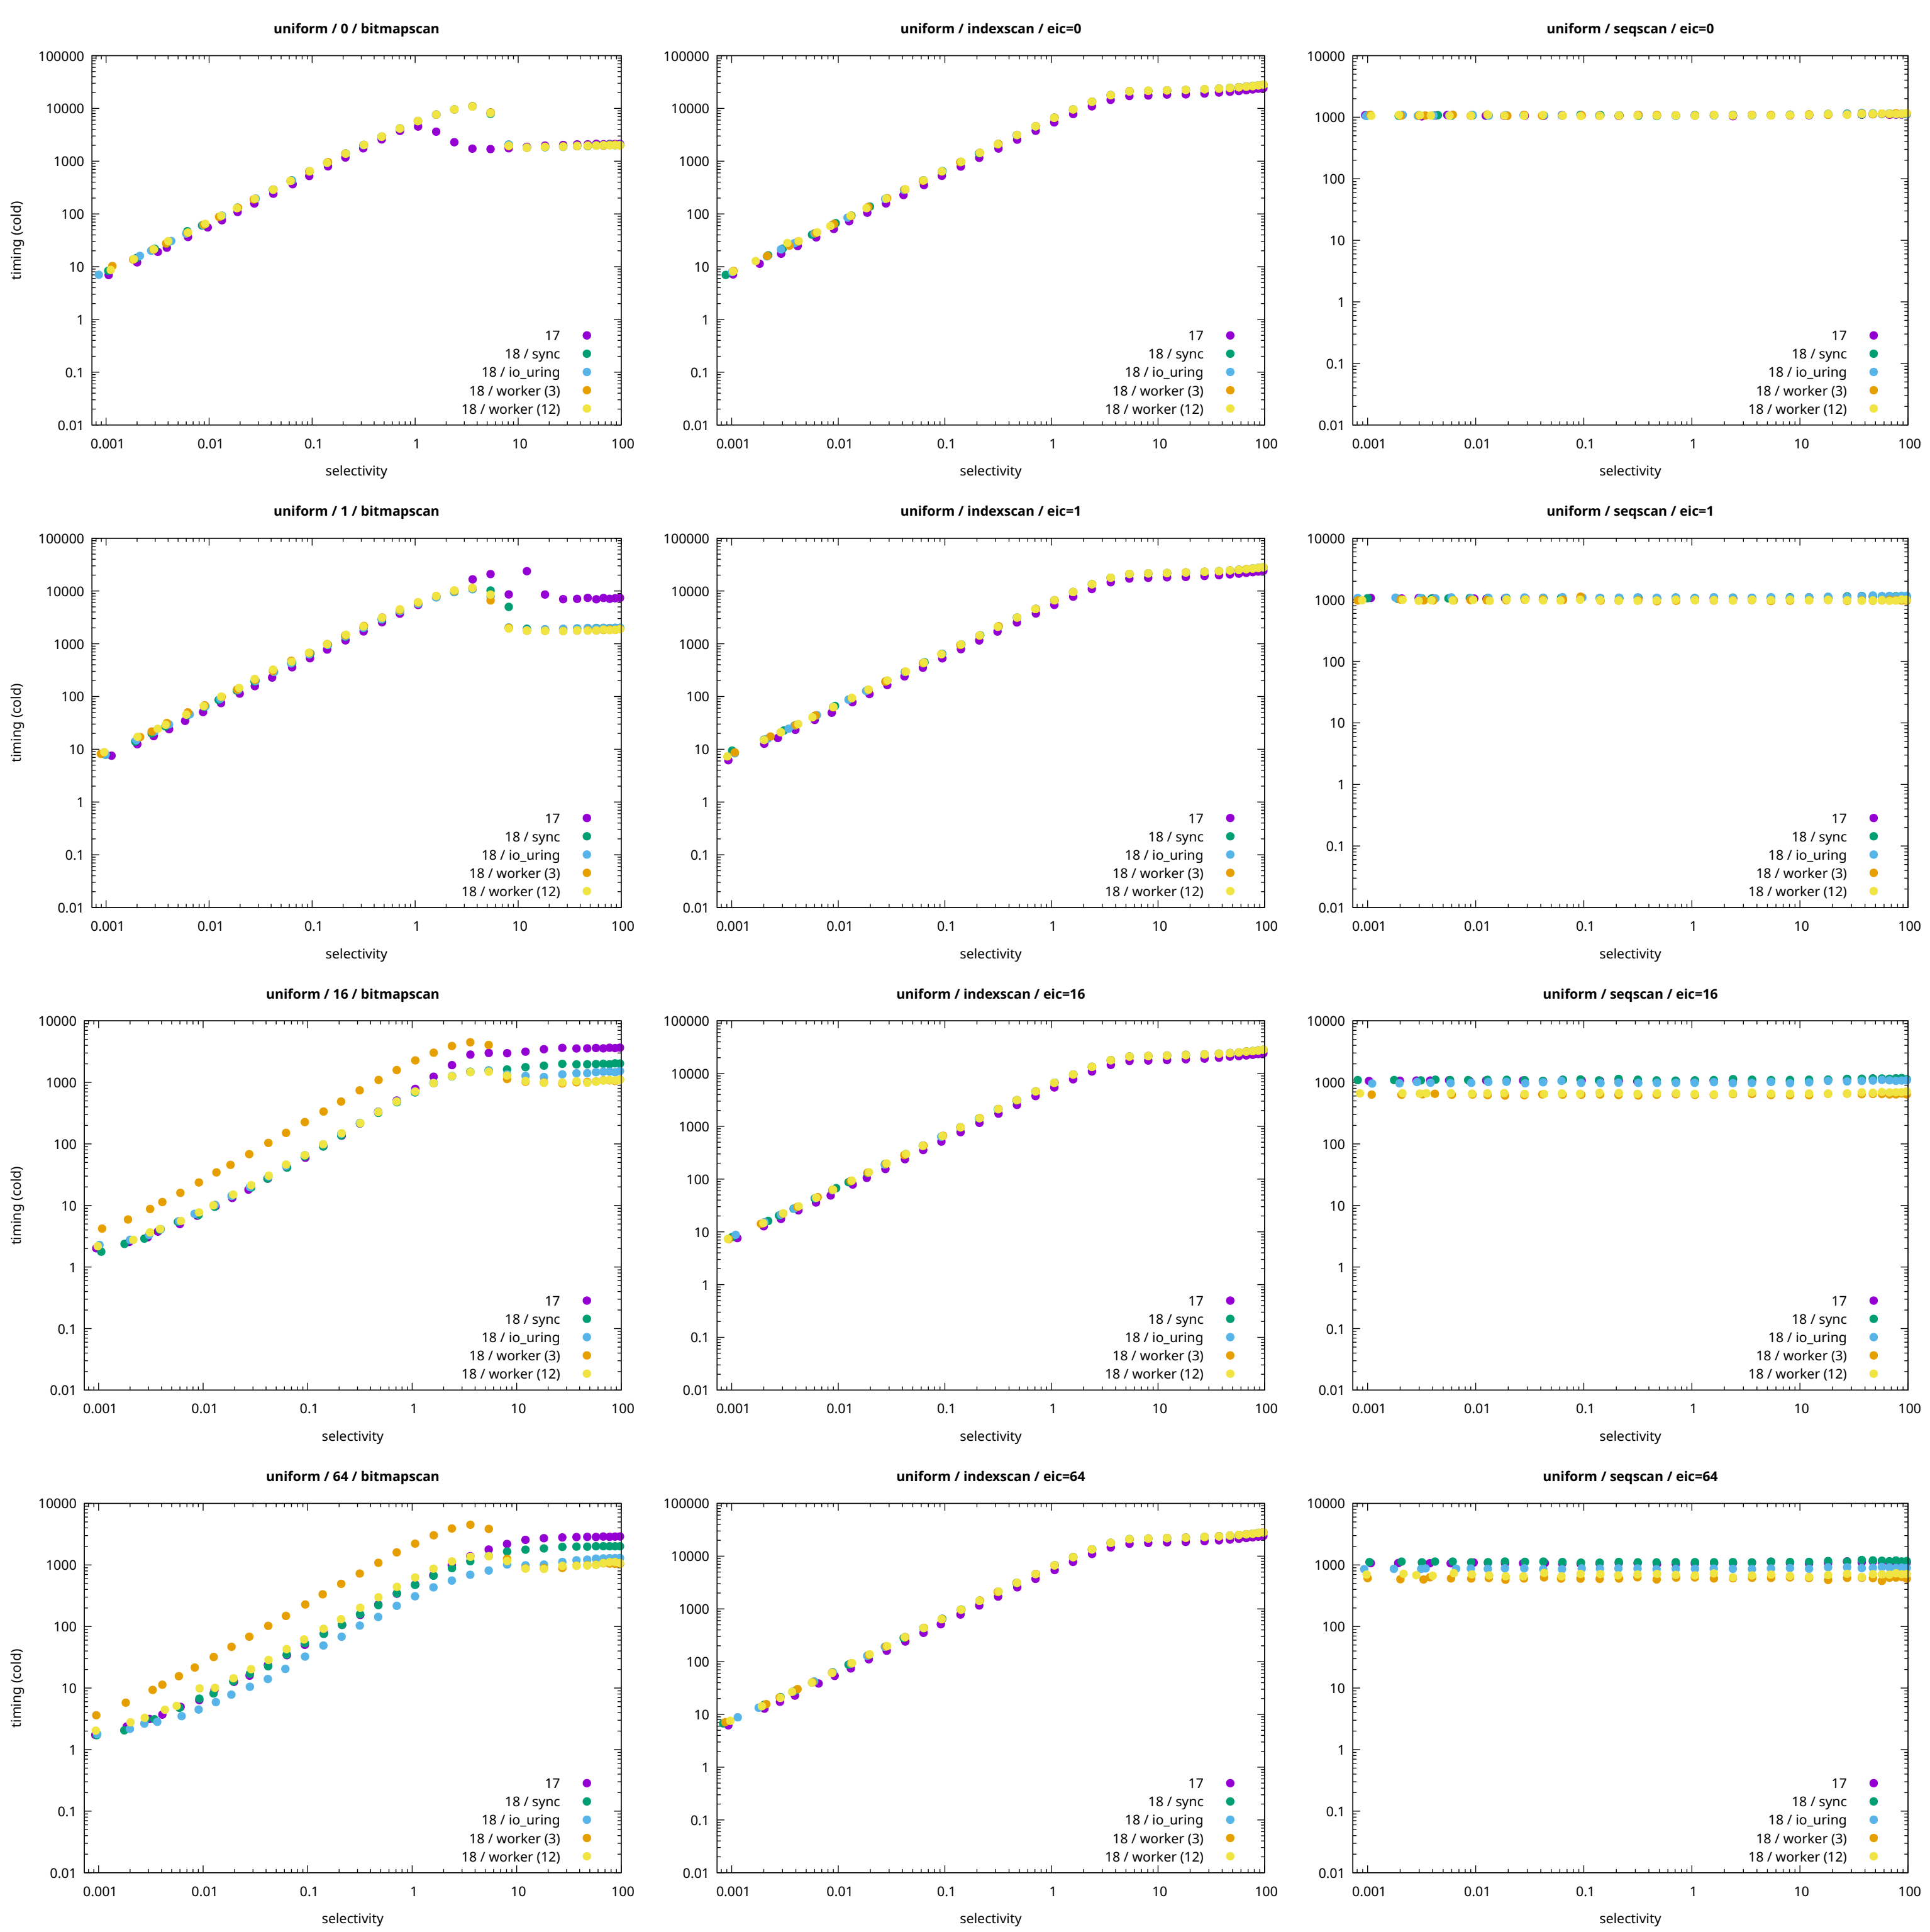 uniform / 0 / bitmapscan
timing (cold)
100000
10000
1000
100
10
1
0.1
0.01
17
18 / sync
18 / io_uring
18 / worker (3)
18 / worker (12)
0.001 0.01 0.1 1 10 100
selectivity
uniform / indexscan / eic=0
100000
10000
1000
100
10
1
0.1
0.01
17
18 / sync
18 / io_uring
18 / worker (3)
18 / worker (12)
0.001 0.01 0.1 1 10 100
selectivity
uniform / seqscan / eic=0
10000
1000
100
10
1
0.1
0.01
17
18 / sync
18 / io_uring
18 / worker (3)
18 / worker (12)
0.001 0.01 0.1 1 10 100
selectivity
uniform / 1 / bitmapscan
timing (cold)
100000
10000
1000
100
10
1
0.1
0.01
17
18 / sync
18 / io_uring
18 / worker (3)
18 / worker (12)
0.001 0.01 0.1 1 10 100
selectivity
uniform / indexscan / eic=1
100000
10000
1000
100
10
1
0.1
0.01
17
18 / sync
18 / io_uring
18 / worker (3)
18 / worker (12)
0.001 0.01 0.1 1 10 100
selectivity
uniform / seqscan / eic=1
10000
1000
100
10
1
0.1
0.01
17
18 / sync
18 / io_uring
18 / worker (3)
18 / worker (12)
0.001 0.01 0.1 1 10 100
selectivity
uniform / 16 / bitmapscan
timing (cold)
10000
1000
100
10
1
0.1
0.01
17
18 / sync
18 / io_uring
18 / worker (3)
18 / worker (12)
0.001 0.01 0.1 1 10 100
selectivity
uniform / indexscan / eic=16
100000
10000
1000
100
10
1
0.1
0.01
17
18 / sync
18 / io_uring
18 / worker (3)
18 / worker (12)
0.001 0.01 0.1 1 10 100
selectivity
uniform / seqscan / eic=16
10000
1000
100
10
1
0.1
0.01
17
18 / sync
18 / io_uring
18 / worker (3)
18 / worker (12)
0.001 0.01 0.1 1 10 100
selectivity
uniform / 64 / bitmapscan
timing (cold)
10000
1000
100
10
1
0.1
0.01
17
18 / sync
18 / io_uring
18 / worker (3)
18 / worker (12)
0.001 0.01 0.1 1 10 100
selectivity
uniform / indexscan / eic=64
100000
10000
1000
100
10
1
0.1
0.01
17
18 / sync
18 / io_uring
18 / worker (3)
18 / worker (12)
0.001 0.01 0.1 1 10 100
selectivity
uniform / seqscan / eic=64
10000
1000
100
10
1
0.1
0.01
17
18 / sync
18 / io_uring
18 / worker (3)
18 / worker (12)
0.001 0.01 0.1 1 10 100
selectivity